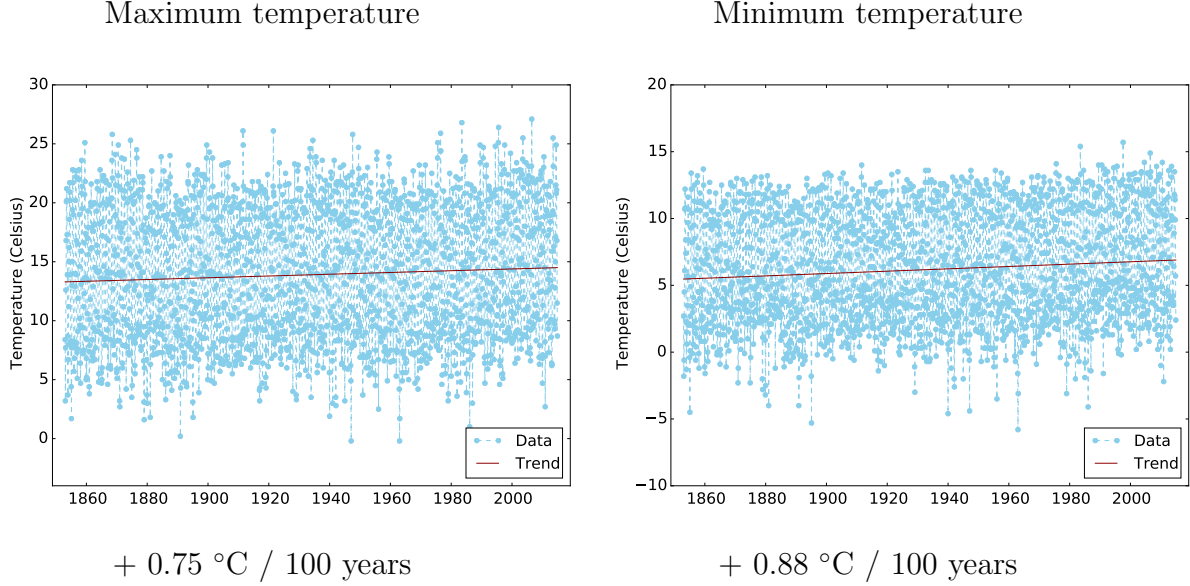 Maximum temperature
30
25
20
15
10
5
0
Temperature (Celsius)
1860 1880 1900 1920 1940 1960 1980 2000
Data
Trend
+ 0.75 °C / 100 years
Minimum temperature
20
15
10
5
0
−5
−10
Temperature (Celsius)
1860 1880 1900 1920 1940 1960 1980 2000
Data
Trend
+ 0.88 °C / 100 years